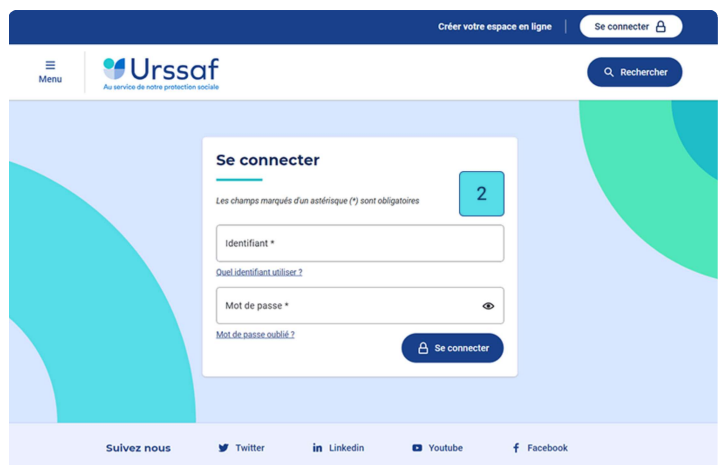 Créer votre espace en ligne
Se connecter
Menu
Urssaf
Au service de notre protection sociale
Rechercher
Se connecter
Les champs marqués d'un astérisque (*) sont obligatoires
2
Identifiant *
Quel identifiant utiliser ?
Mot de passe *
Mot de passe oublié ?
Se connecter
Suivez nous Twitter Linkedin Youtube Facebook